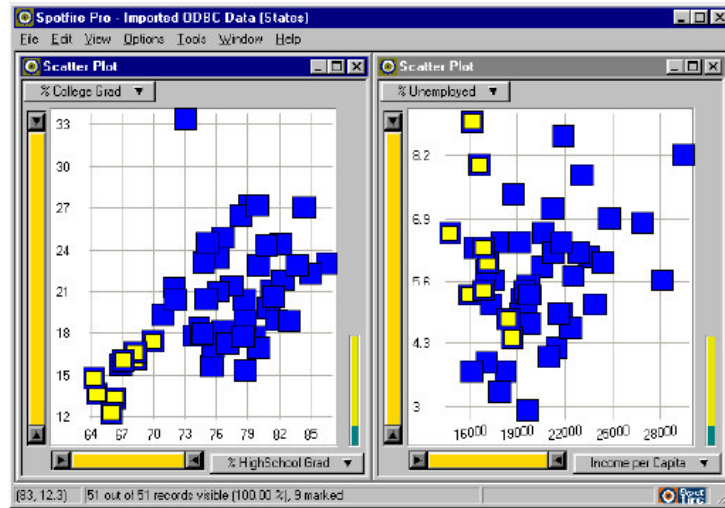 Spotfire Pro - Imported ODBC Data (States)
File Edit View Options Tools Window Help
Scatter Plot
% College Grad
33
30
27
24
21
18
15
12
64 67 70 73 76 79 82 85
% HighSchool Grad
Scatter Plot
% Unemployed
8.2
6.9
5.6
4.3
3
16000 19000 22000 25000 28000
Income per Capita
(83, 12.3) 51 out of 51 records visible (100.00 %), 9 marked
Spot
fire